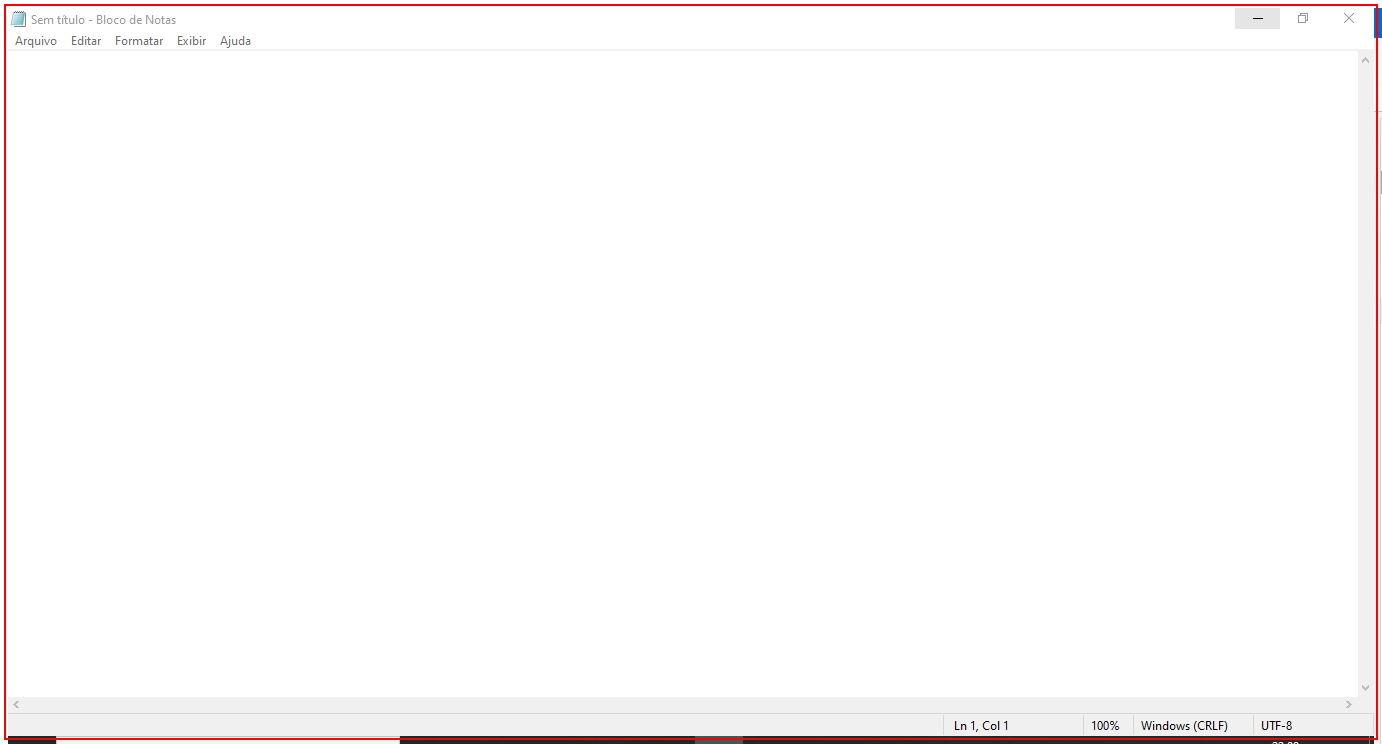 Sem título - Bloco de Notas
Arquivo Editar Formatar Exibir Ajuda
Ln 1, Col 1 100% Windows (CRLF) UTF-8